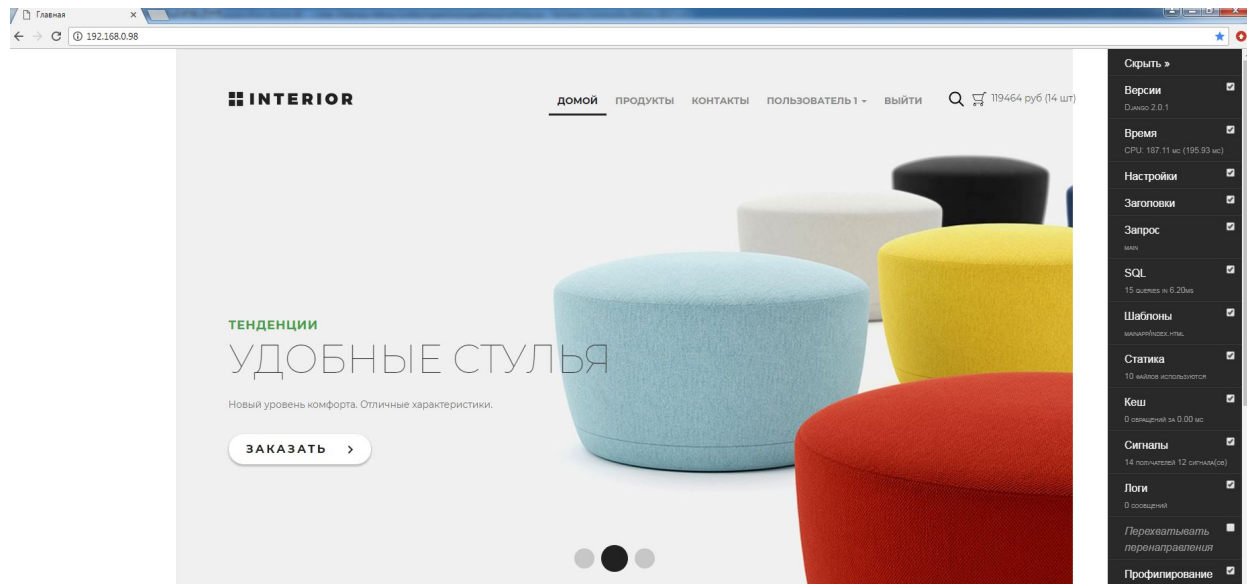 Главная
192.168.0.98
INTERIOR
ДОМОЙ ПРОДУКТЫ КОНТАКТЫ ПОЛЬЗОВАТЕЛЬ 1 ВЫЙТИ 119464 руб (14 шт)
ТЕНДЕНЦИИ
УДОБНЫЕ СТУЛЬЯ
Новый уровень комфорта. Отличные характеристики.
ЗАКАЗАТЬ >
Скрыть »
Версии
Django 2.0.1
Время
CPU: 187.11 мс (195.93 мс)
Настройки
Заголовки
Запрос
main
SQL
15 queries in 6.20ms
Шаблоны
mainapp/index.html
Статика
10 файлов используются
Кеш
0 обращений за 0.00 мс
Сигналы
14 получателей 12 сигнала(ов)
Логи
0 сообщений
Перехватывать
перенаправления
Профилирование